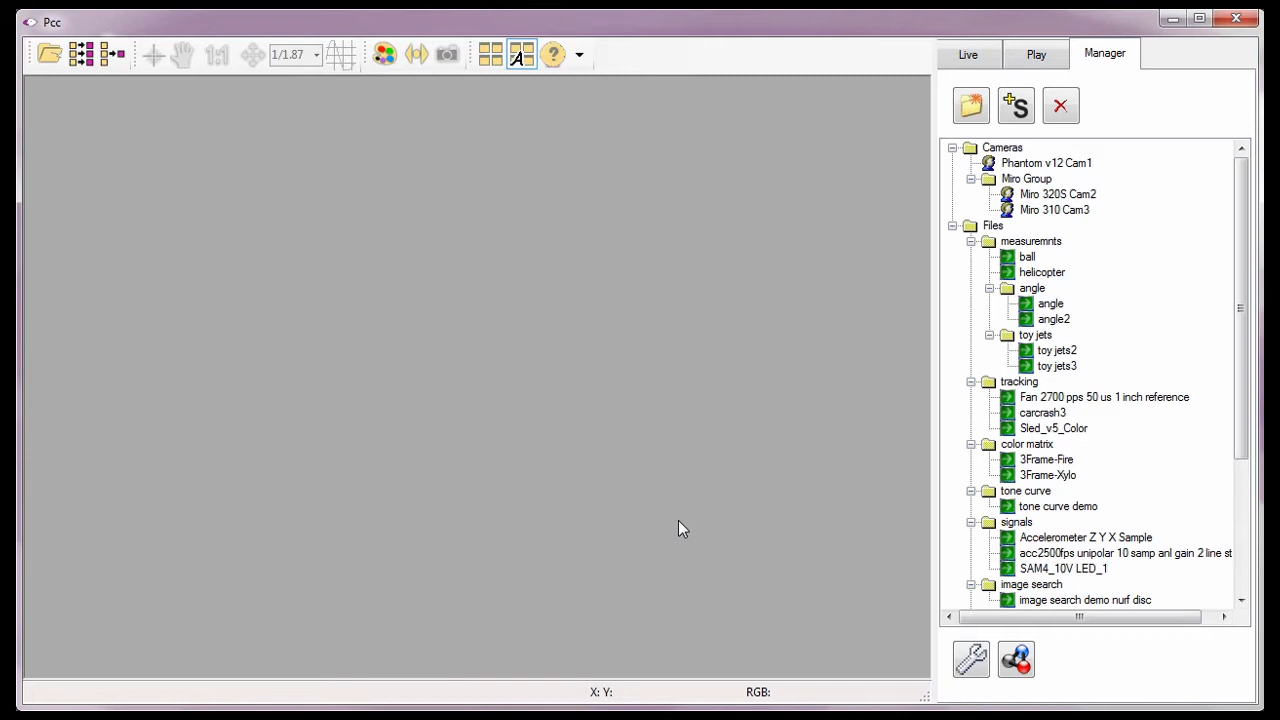 Pcc
1:1
1/1.87
A
?
Live
Play
Manager
+S
Cameras
Phantom v12 Cam1
Miro Group
Miro 320S Cam2
Miro 310 Cam3
Files
measuremnts
ball
helicopter
angle
angle
angle2
toy jets
toy jets2
toy jets3
tracking
Fan 2700 pps 50 us 1 inch reference
carcrash3
Sled_v5_Color
color matrix
3Frame-Fire
3Frame-Xylo
tone curve
tone curve demo
signals
Accelerometer Z Y X Sample
acc2500fps unipolar 10 samp anl gain 2 line st
SAM4_10V LED_1
image search
image search demo nurf disc
X: Y:
RGB: